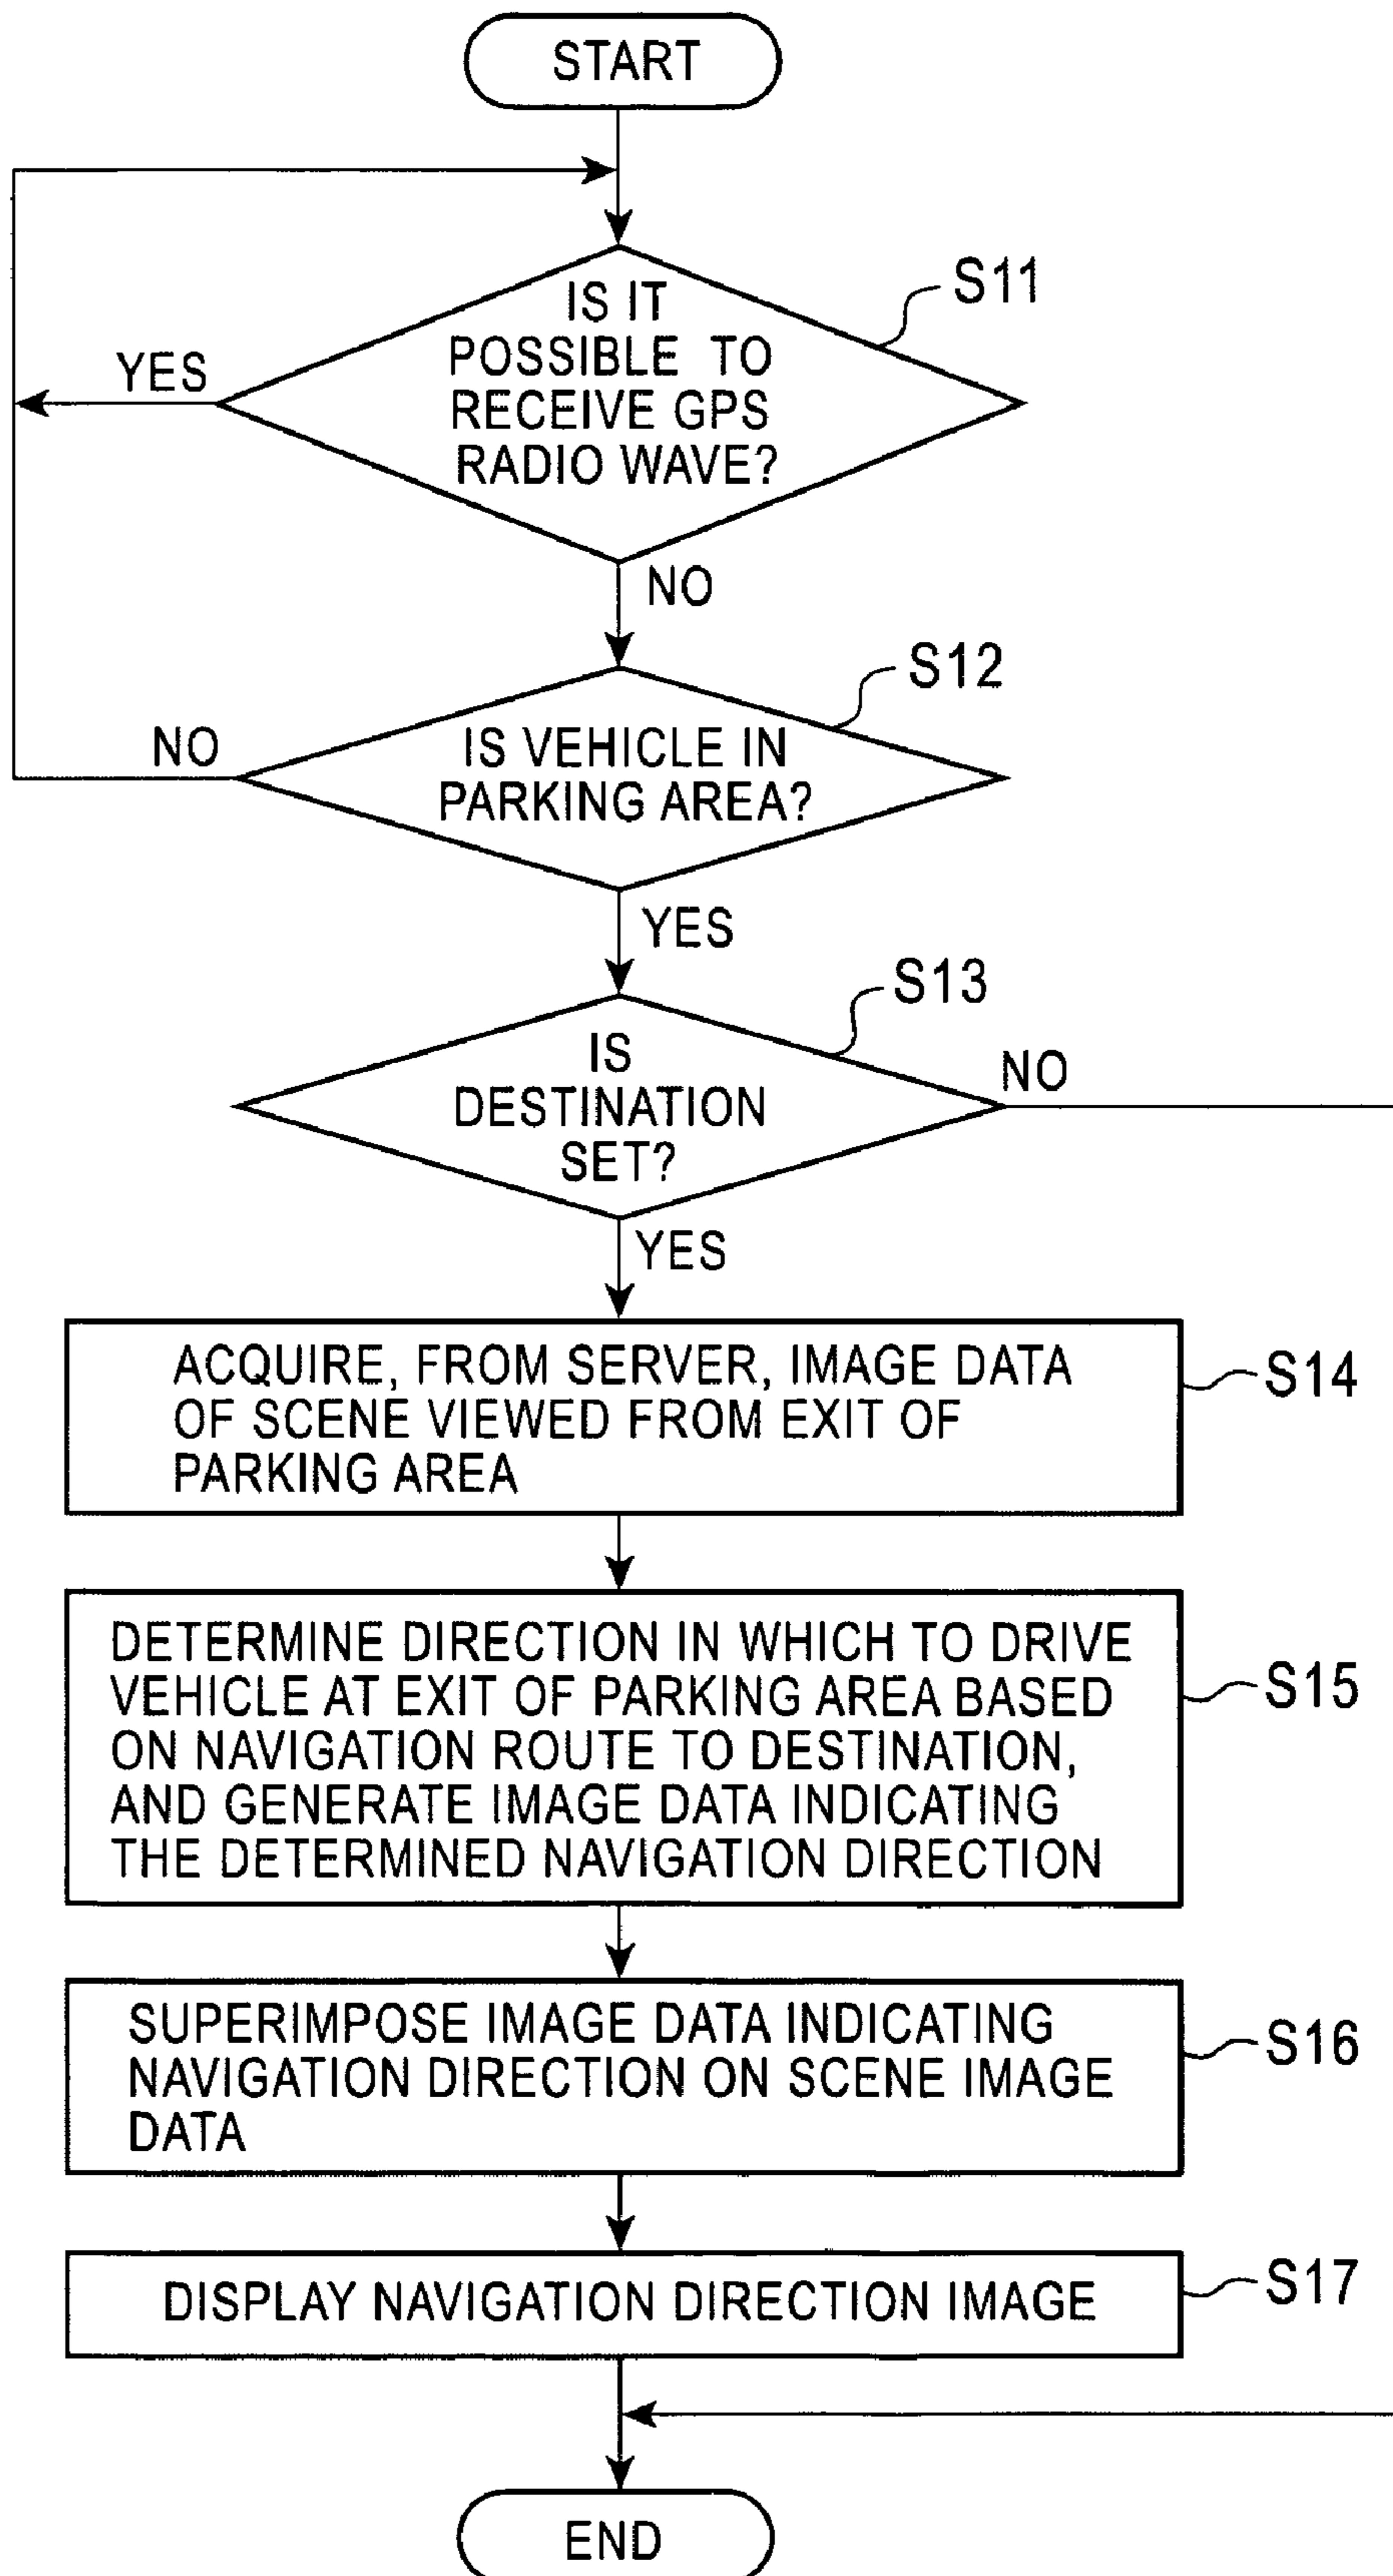 START
IS IT
POSSIBLE TO
RECEIVE GPS
RADIO WAVE?
S11
YES
NO
IS VEHICLE IN
PARKING AREA?
S12
NO
YES
IS
DESTINATION
SET?
S13
NO
YES
ACQUIRE, FROM SERVER, IMAGE DATA
OF SCENE VIEWED FROM EXIT OF
PARKING AREA
S14
DETERMINE DIRECTION IN WHICH TO DRIVE
VEHICLE AT EXIT OF PARKING AREA BASED
ON NAVIGATION ROUTE TO DESTINATION,
AND GENERATE IMAGE DATA INDICATING
THE DETERMINED NAVIGATION DIRECTION
S15
SUPERIMPOSE IMAGE DATA INDICATING
NAVIGATION DIRECTION ON SCENE IMAGE
DATA
S16
DISPLAY NAVIGATION DIRECTION IMAGE
S17
END